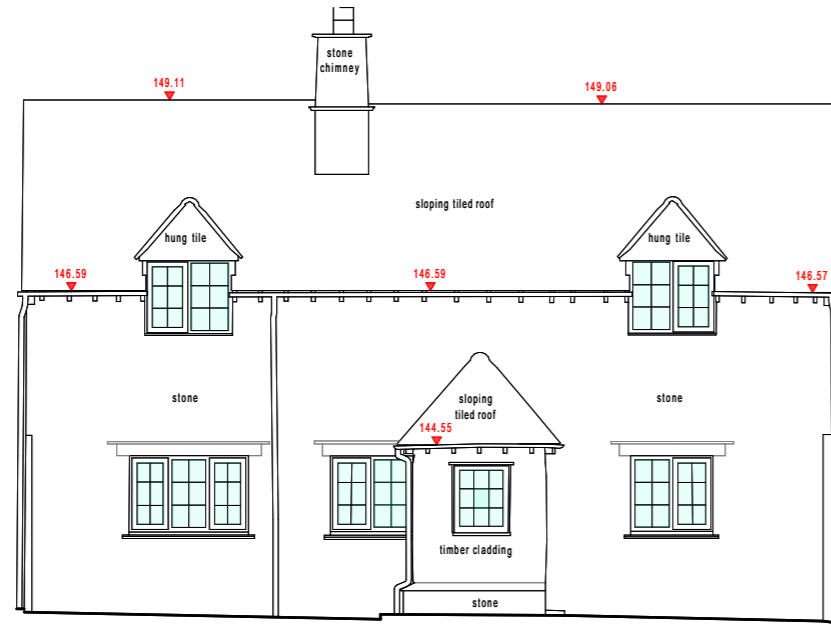 stone
chimney
149.11
149.06
sloping tiled roof
hung tile
hung tile
146.59
146.59
146.57
stone
sloping
tiled roof
stone
144.55
timber cladding
stone